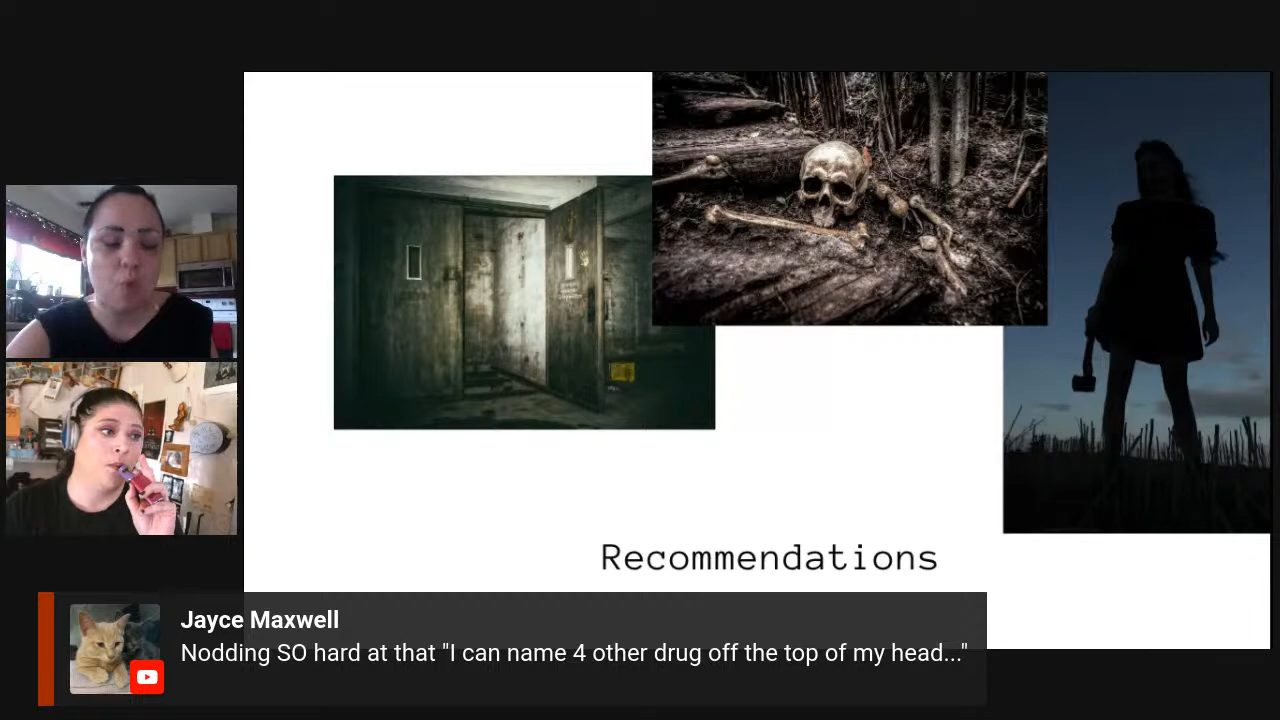 Recommendations
Jayce Maxwell
Nodding SO hard at that "I can name 4 other drug off the top of my head..."